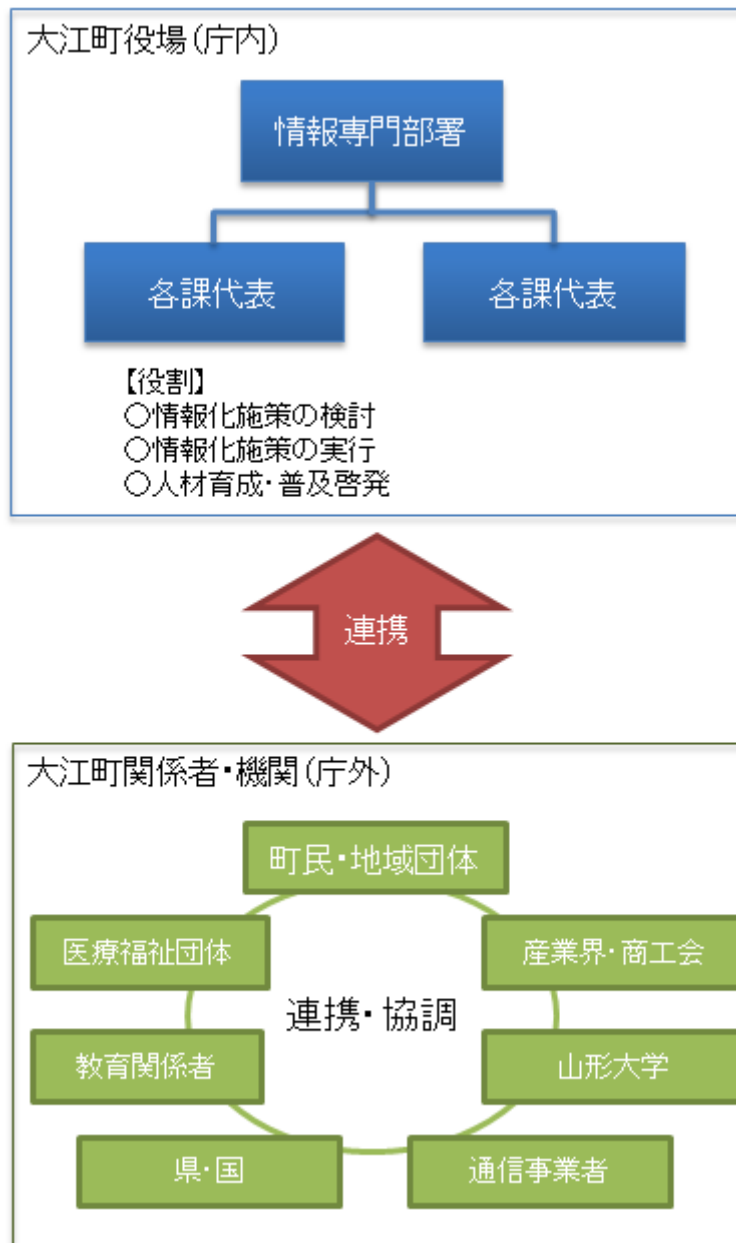 大江町役場(庁内)
情報専門部署
各課代表
各課代表
【役割】
○情報化施策の検討
○情報化施策の実行
○人材育成・普及啓発
連携
大江町関係者・機関(庁外)
町民・地域団体
医療福祉団体
産業界・商工会
連携・協調
教育関係者
山形大学
県・国
通信事業者